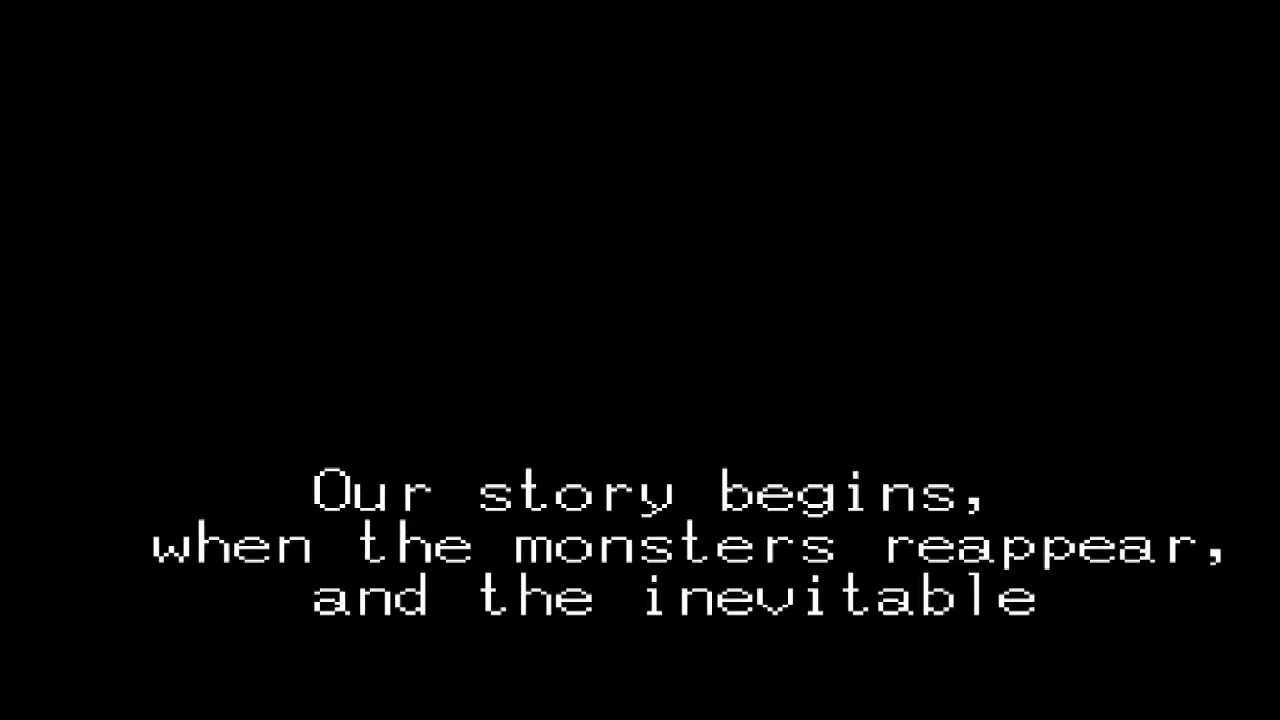 Our story begins,
when the monsters reappear,
and the inevitable